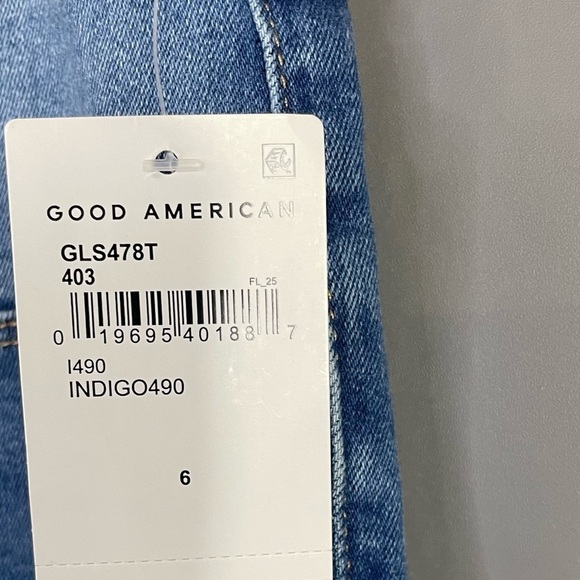 GOOD AMERICAN
GLS478T
403
FL_25
0 19695 40188 7
I490
INDIGO490
6